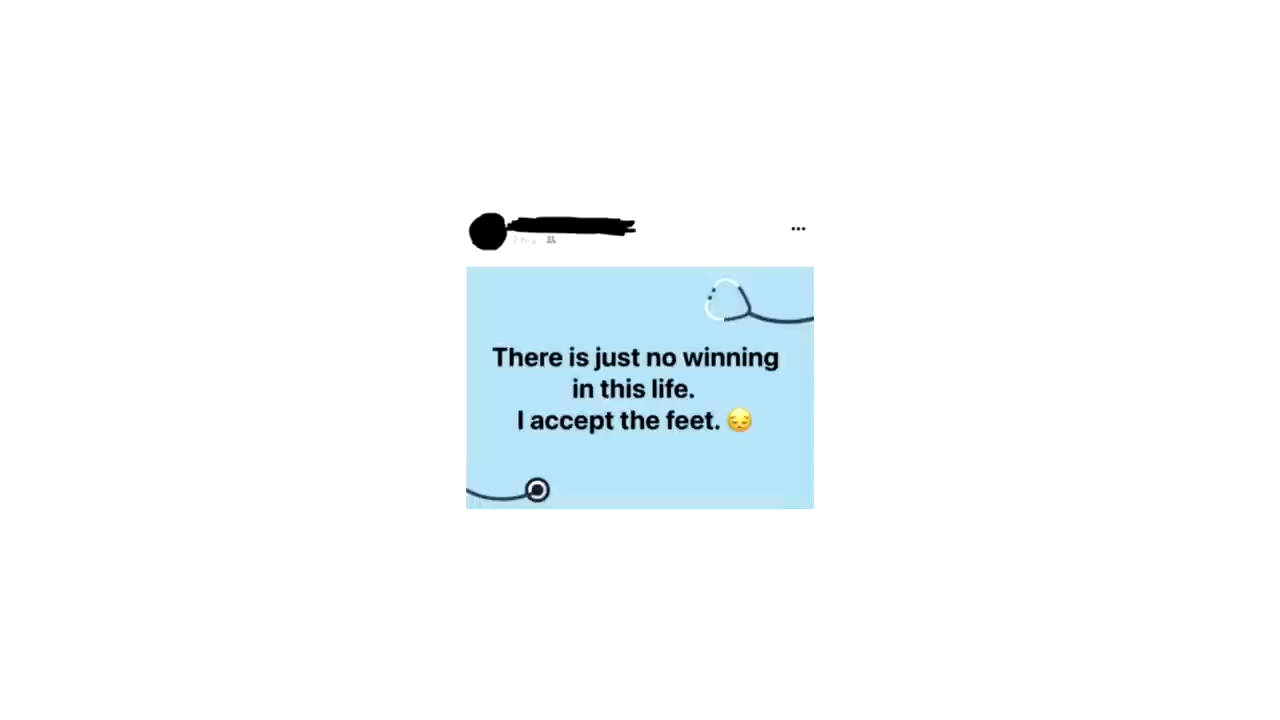 There is just no winning
in this life.
I accept the feet. 😔